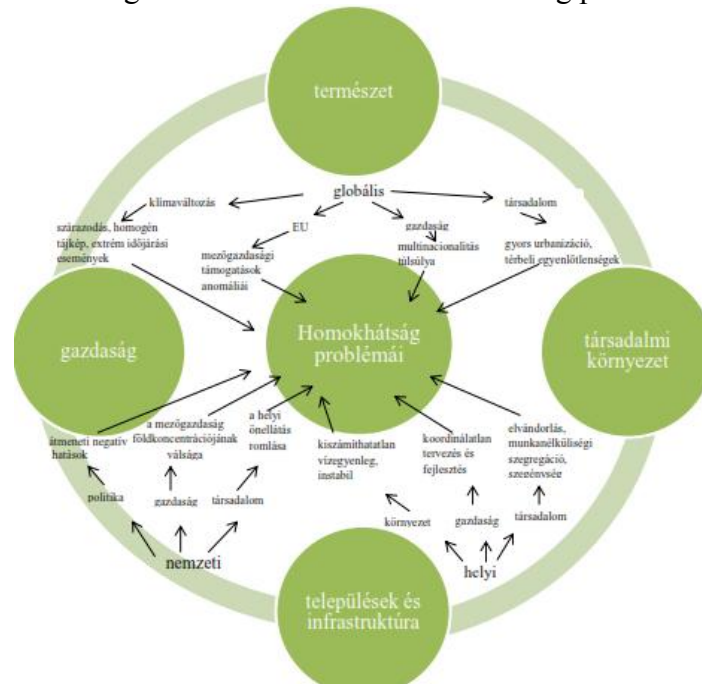 természet
globális
klímaváltozás
társadalom
szárazodás, homogén
tájkép, extrém időjárási
események
EU
gazdaság
mezőgazdasági
támogatások
anomáliái
multinacionalitás
túlsúlya
gyors urbanizáció,
térbeli egyenlőtlenségek
gazdaság
Homokhátság
problémái
társadalmi
környezet
átmeneti negatív
hatások
a mezőgazdaság
földkoncentrációjának
válsága
a helyi
önellátás
romlása
kiszámíthatatlan
vízegyenleg,
instabil
koordinálatlan
tervezés és
fejlesztés
elvándorlás,
munkanélküliségi
szegregáció,
szegénység
politika
gazdaság
társadalom
környezet
gazdaság
társadalom
nemzeti
helyi
települések és
infrastruktúra